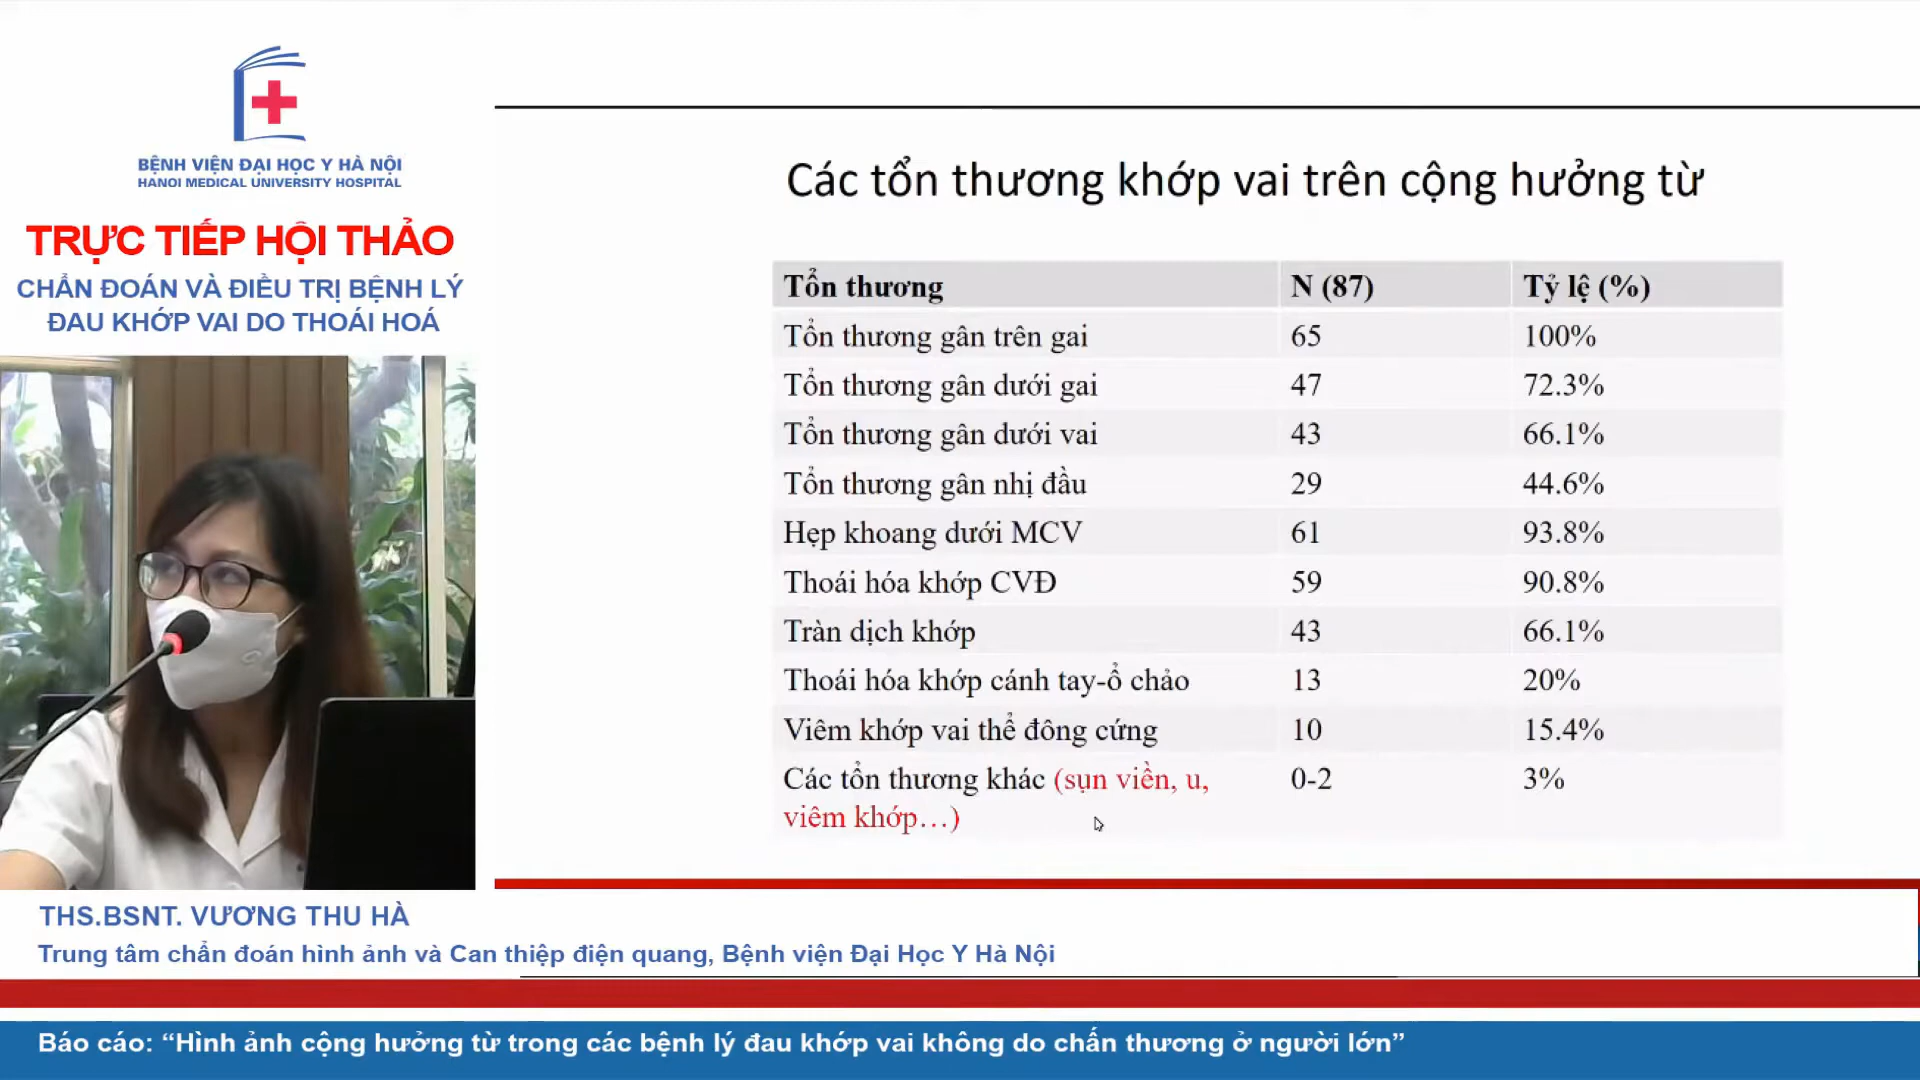 BỆNH VIỆN ĐẠI HỌC Y HÀ NỘI
HANOI MEDICAL UNIVERSITY HOSPITAL
TRỰC TIẾP HỘI THẢO
CHẨN ĐOÁN VÀ ĐIỀU TRỊ BỆNH LÝ
ĐAU KHỚP VAI DO THOÁI HOÁ
Các tổn thương khớp vai trên cộng hưởng từ
Tổn thương N (87) Tỷ lệ (%)
Tổn thương gân trên gai 65 100%
Tổn thương gân dưới gai 47 72.3%
Tổn thương gân dưới vai 43 66.1%
Tổn thương gân nhị đầu 29 44.6%
Hẹp khoang dưới MCV 61 93.8%
Thoái hóa khớp CVĐ 59 90.8%
Tràn dịch khớp 43 66.1%
Thoái hóa khớp cánh tay-ổ chảo 13 20%
Viêm khớp vai thể đông cứng 10 15.4%
Các tổn thương khác (sụn viền, u, 0-2 3%
viêm khớp…)
THS.BSNT. VƯƠNG THU HÀ
Trung tâm chẩn đoán hình ảnh và Can thiệp điện quang, Bệnh viện Đại Học Y Hà Nội
Báo cáo: “Hình ảnh cộng hưởng từ trong các bệnh lý đau khớp vai không do chấn thương ở người lớn”